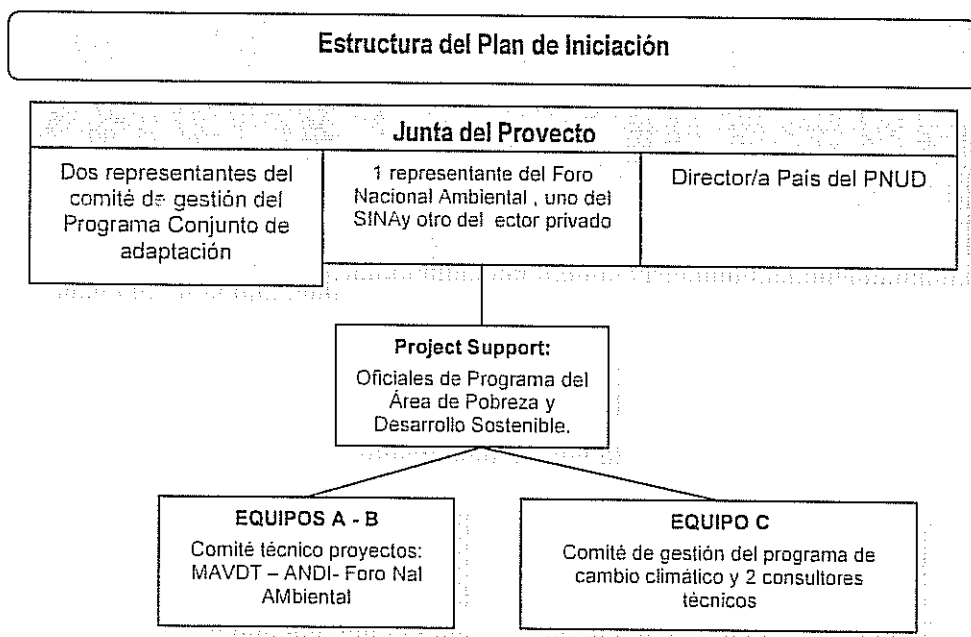 Estructura del Plan de Iniciación
Junta del Proyecto
Dos representantes del
comité de gestión del
Programa Conjunto de
adaptación
1 representante del Foro
Nacional Ambiental , uno del
SINAy otro del ector privado
Director/a País del PNUD
Project Support:
Oficiales de Programa del
Área de Pobreza y
Desarrollo Sostenible.
EQUIPOS A - B
Comité técnico proyectos:
MAVDT – ANDI- Foro Nal
AMbiental
EQUIPO C
Comité de gestión del programa de
cambio climático y 2 consultores
técnicos